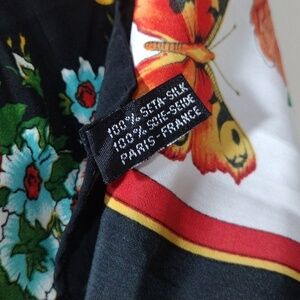 100% SETA-SILK
100% SOIE-SEIDE
PARIS-FRANCE